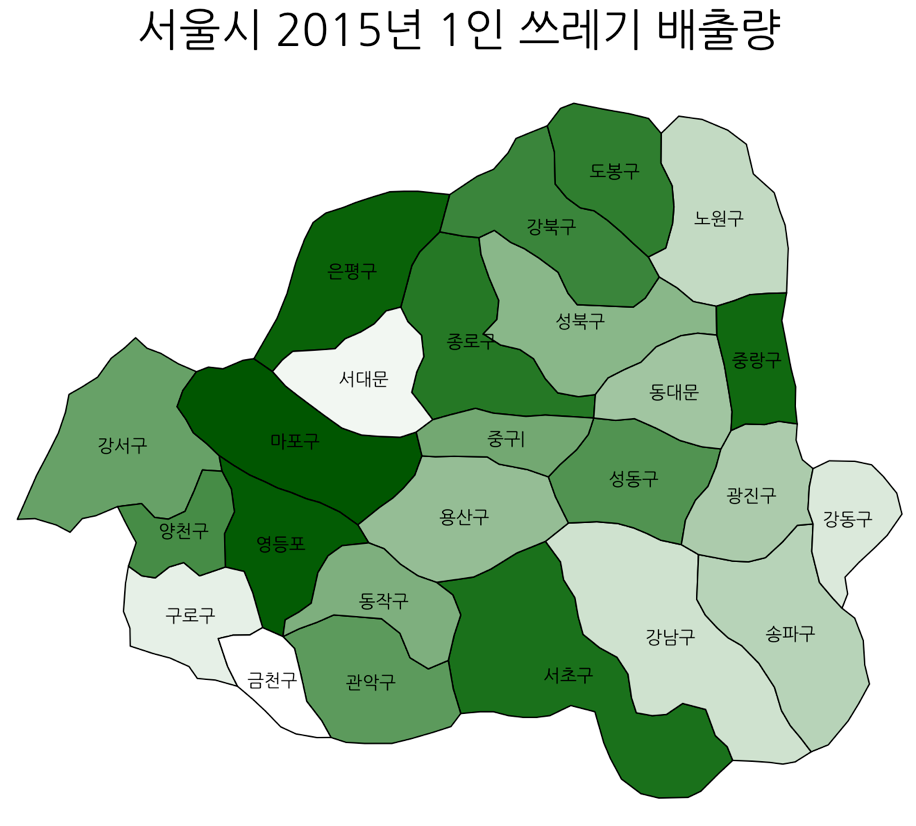 서울시 2015년 1인 쓰레기 배출량
도봉구
노원구
강북구
은평구
성북구
종로구
중랑구
서대문
동대문
마포구
중구|
강서구
성동구
광진구
용산구
강동구
양천구
영등포
동작구
구로구
강남구
송파구
서초구
금천구
관악구